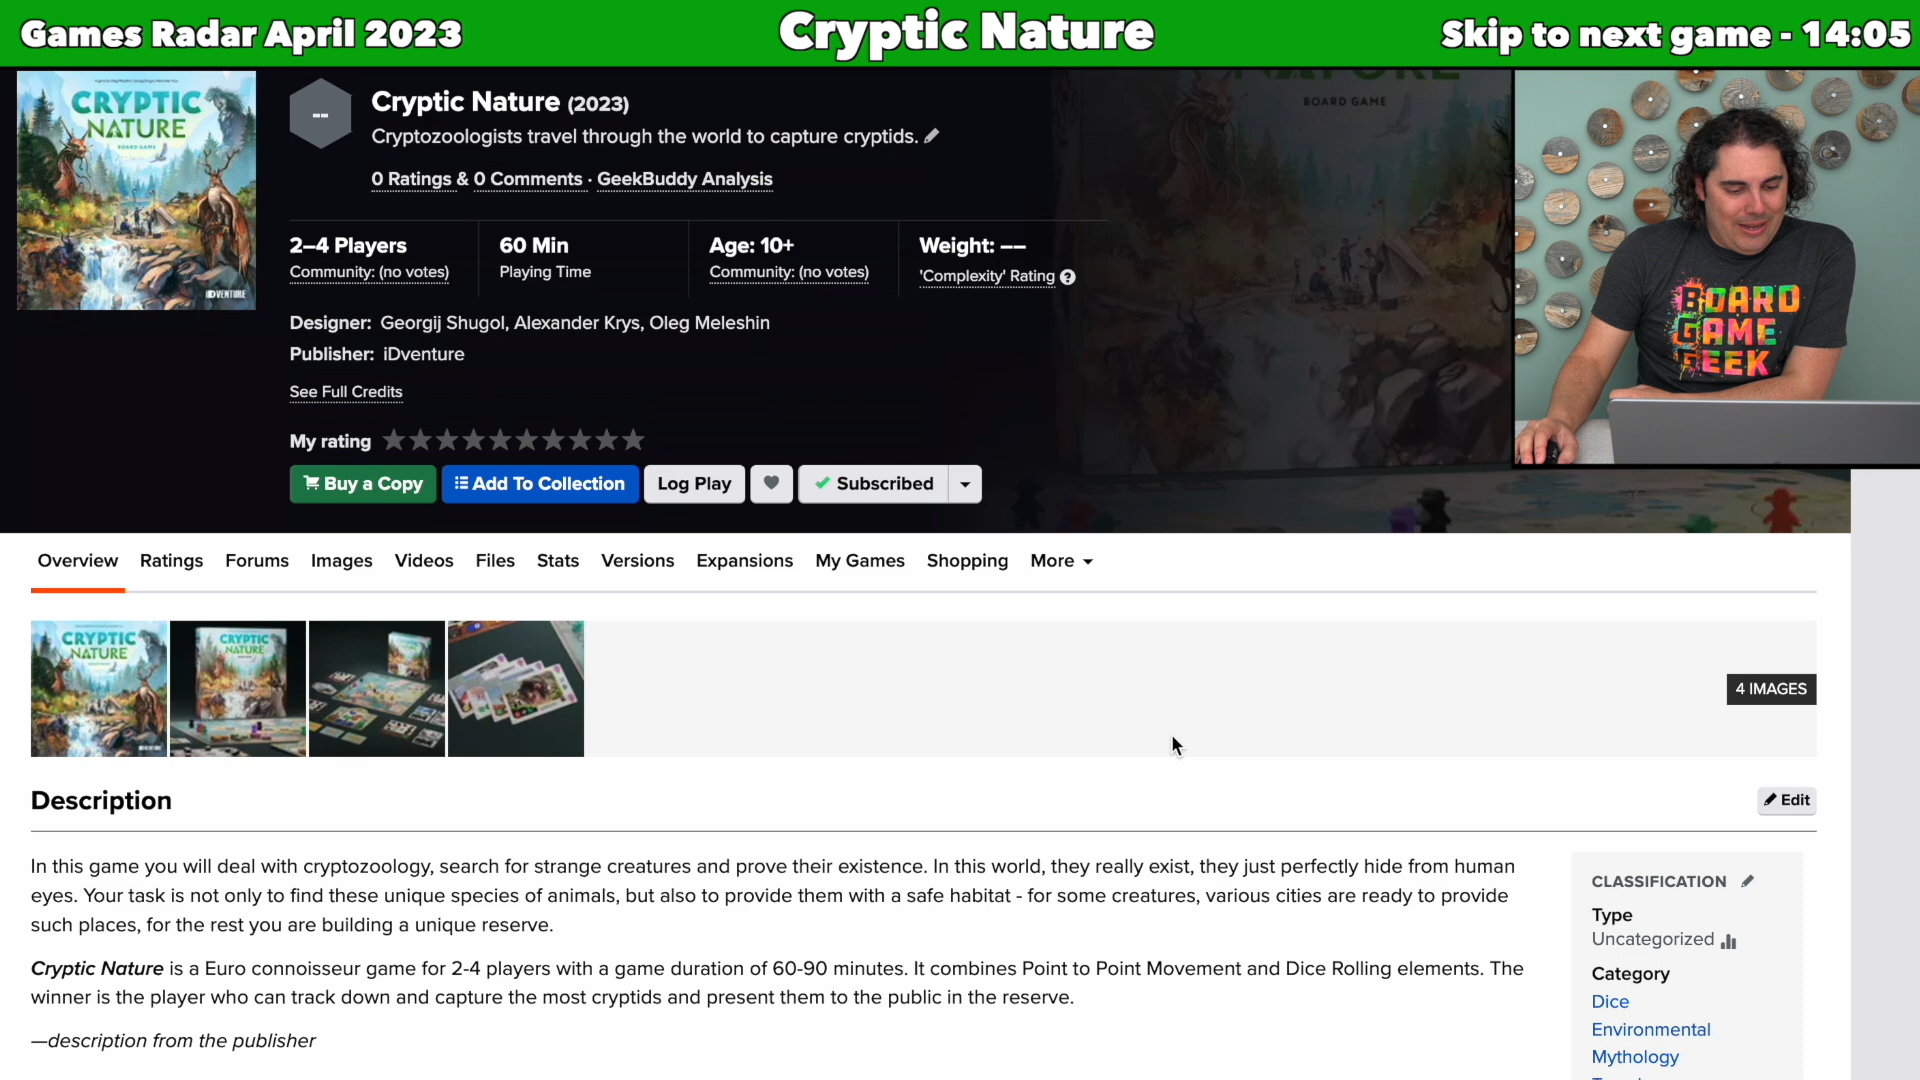 Games Radar April 2023
Cryptic Nature
Skip to next game - 14:05
CRYPTIC
NATURE
BOARD GAME
iDVENTURE
--
Cryptic Nature (2023)
Cryptozoologists travel through the world to capture cryptids.
0 Ratings & 0 Comments · GeekBuddy Analysis
2–4 Players
Community: (no votes)
60 Min
Playing Time
Age: 10+
Community: (no votes)
Weight: --
'Complexity' Rating ?
Designer: Georgij Shugol, Alexander Krys, Oleg Meleshin
Publisher: iDventure
See Full Credits
My rating
Buy a Copy
Add To Collection
Log Play
Subscribed
NATURE
BOARD GAME
BOARD
GAME
GEEK
Overview
Ratings
Forums
Images
Videos
Files
Stats
Versions
Expansions
My Games
Shopping
More
CRYPTIC
NATURE
CRYPTIC
NATURE
4 IMAGES
Description
Edit
In this game you will deal with cryptozoology, search for strange creatures and prove their existence. In this world, they really exist, they just perfectly hide from human
eyes. Your task is not only to find these unique species of animals, but also to provide them with a safe habitat - for some creatures, various cities are ready to provide
such places, for the rest you are building a unique reserve.
Cryptic Nature is a Euro connoisseur game for 2-4 players with a game duration of 60-90 minutes. It combines Point to Point Movement and Dice Rolling elements. The
winner is the player who can track down and capture the most cryptids and present them to the public in the reserve.
—description from the publisher
CLASSIFICATION
Type
Uncategorized
Category
Dice
Environmental
Mythology